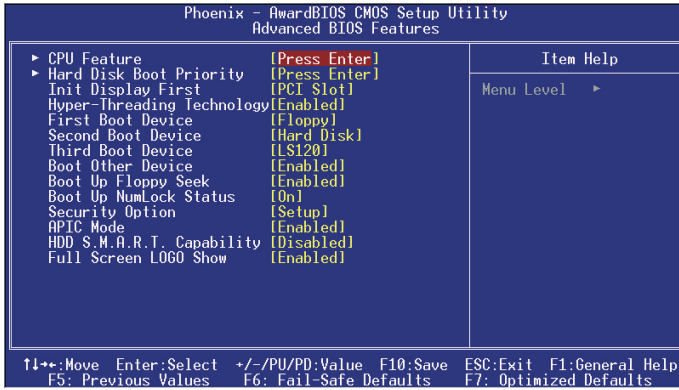 Phoenix - AwardBIOS CMOS Setup Utility
Advanced BIOS Features
► CPU Feature [Press Enter]
► Hard Disk Boot Priority [Press Enter]
Init Display First [PCI Slot]
Hyper-Threading Technology[Enabled]
First Boot Device [Floppy]
Second Boot Device [Hard Disk]
Third Boot Device [LS120]
Boot Other Device [Enabled]
Boot Up Floppy Seek [Enabled]
Boot Up NumLock Status [On]
Security Option [Setup]
APIC Mode [Enabled]
HDD S.M.A.R.T. Capability [Disabled]
Full Screen LOGO Show [Enabled]
Item Help
Menu Level ►
↑↓→←:Move Enter:Select +/-/PU/PD:Value F10:Save ESC:Exit F1:General Help
F5: Previous Values F6: Fail-Safe Defaults F7: Optimized Defaults